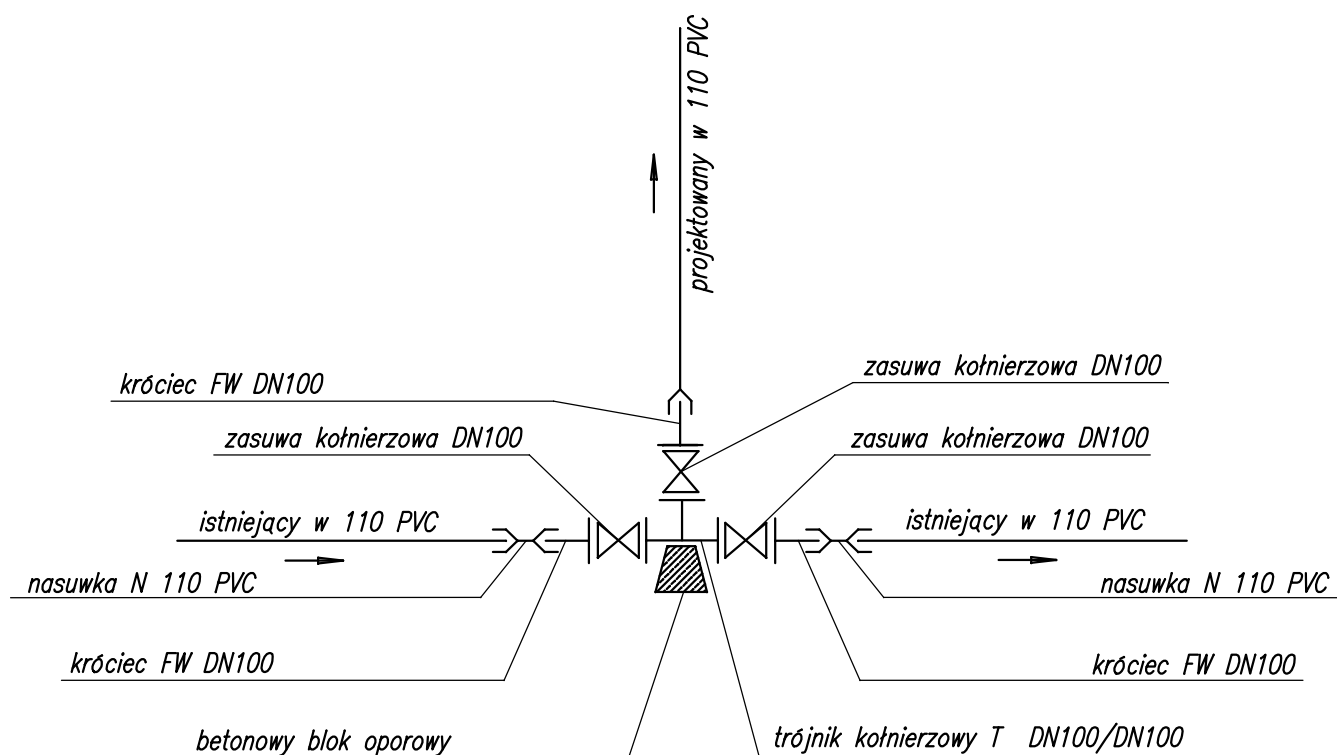 projektowany w 110 PVC
zasuwa kołnierzowa DN100
króciec FW DN100
zasuwa kołnierzowa DN100
zasuwa kołnierzowa DN100
istniejący w 110 PVC
istniejący w 110 PVC
nasuwka N 110 PVC
nasuwka N 110 PVC
króciec FW DN100
króciec FW DN100
betonowy blok oporowy
trójnik kołnierzowy T DN100/DN100